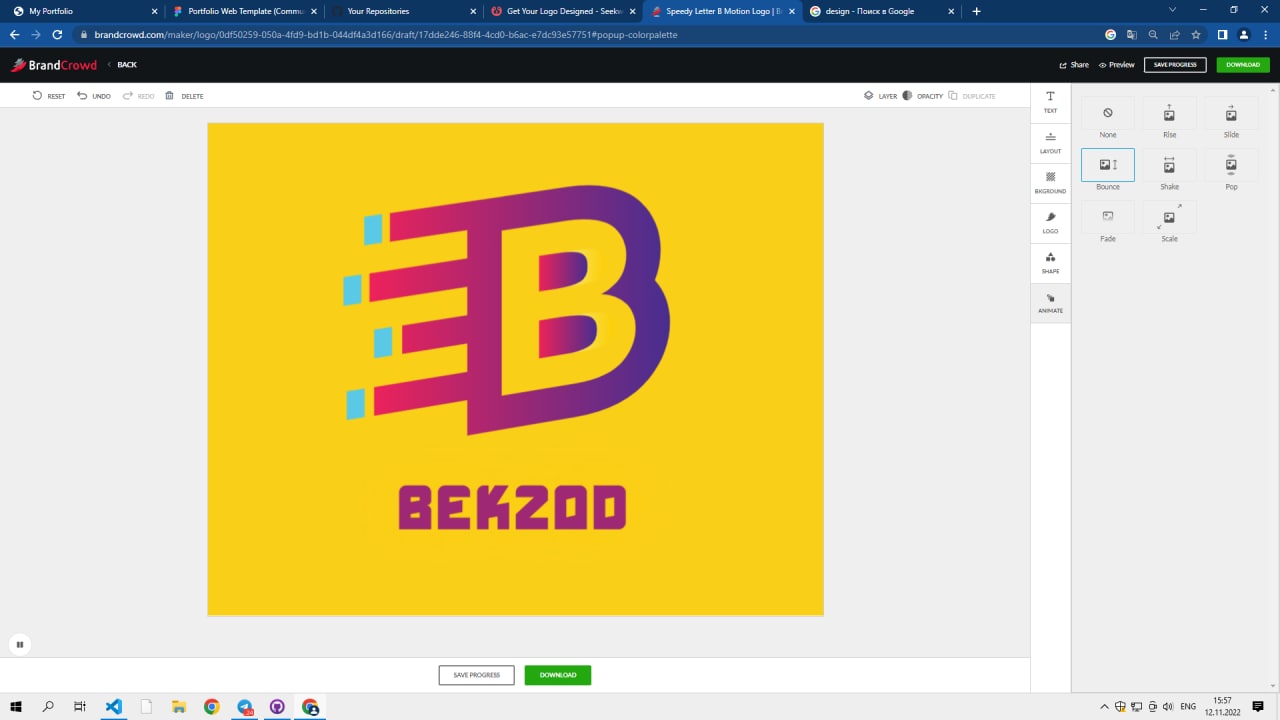 My Portfolio
Portfolio Web Template (Commu
Your Repositories
Get Your Logo Designed - Seekw
Speedy Letter B Motion Logo | B
design - Поиск в Google
brandcrowd.com/maker/logo/0df50259-050a-4fd9-bd1b-044df4a3d166/draft/17dde246-88f4-4cd0-b6ac-e7dc93e57751#popup-colorpalette
BrandCrowd
BACK
Share
Preview
SAVE PROGRESS
DOWNLOAD
RESET
UNDO
REDO
DELETE
LAYER
OPACITY
DUPLICATE
TEXT
LAYOUT
BKGROUND
LOGO
SHAPE
ANIMATE
None
Rise
Slide
Bounce
Shake
Pop
Fade
Scale
B
BEKZOD
SAVE PROGRESS
DOWNLOAD
ENG
15:57
12.11.2022